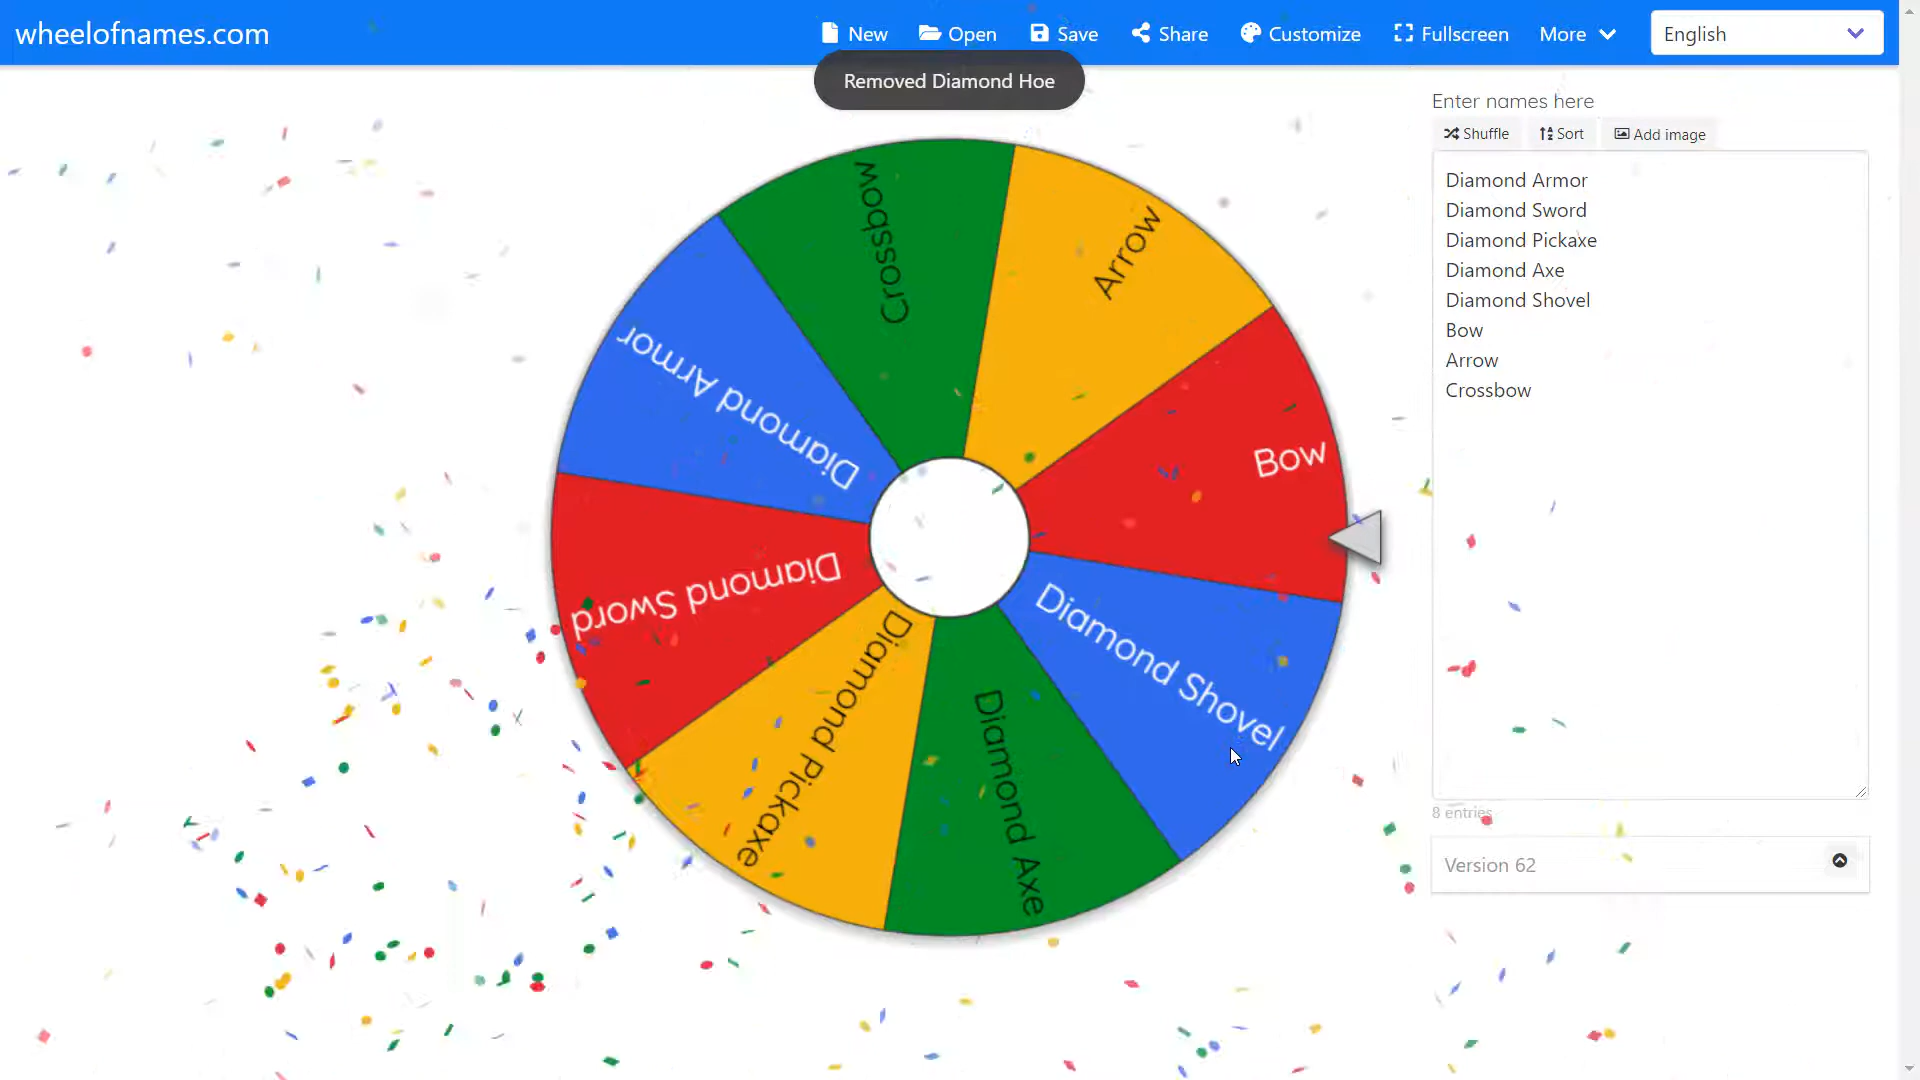 wheelofnames.com
New
Open
Save
Share
Customize
Fullscreen
More
English
Removed Diamond Hoe
Enter names here
Shuffle
Sort
Add image
Diamond Armor
Diamond Sword
Diamond Pickaxe
Diamond Axe
Diamond Shovel
Bow
Arrow
Crossbow
8 entries
Version 62
Crossbow
Arrow
Bow
Diamond Shovel
Diamond Axe
Diamond Pickaxe
Diamond Sword
Diamond Armor